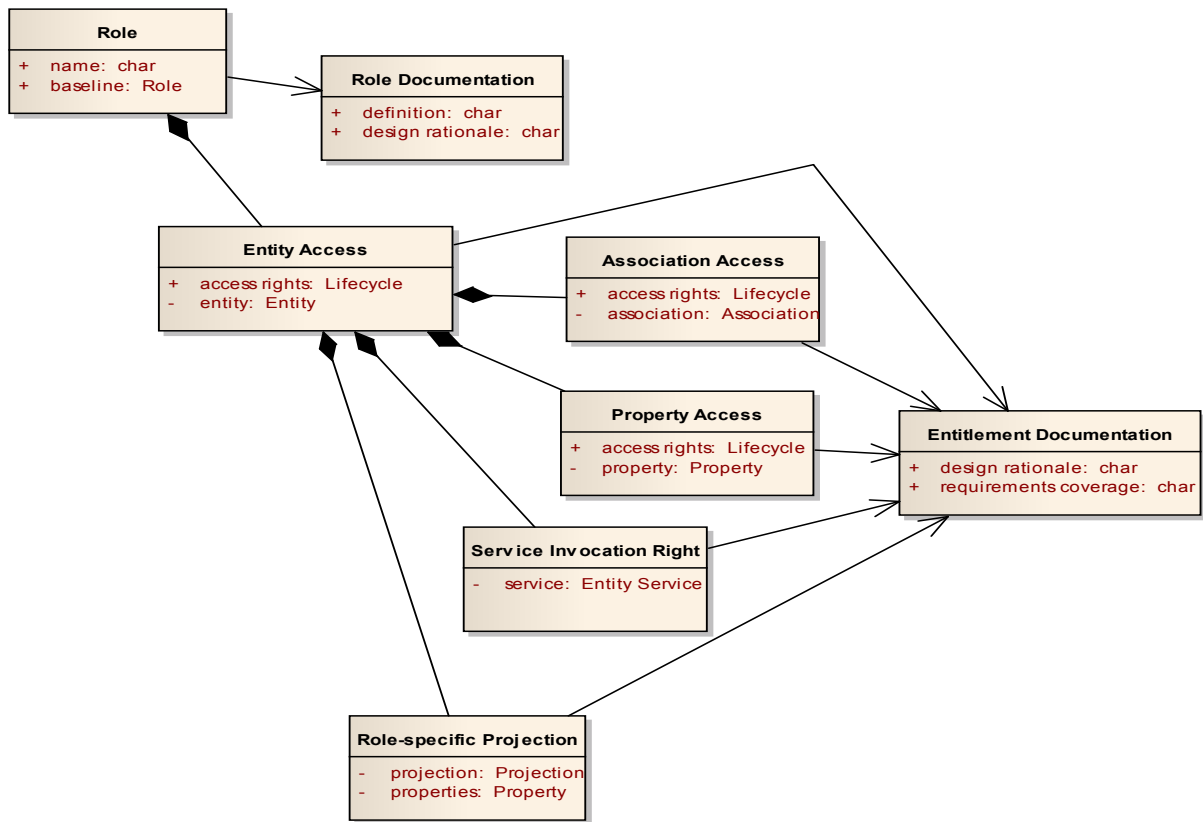 Role
+ name: char
+ baseline: Role
Role Documentation
+ definition: char
+ design rationale: char
Entity Access
+ access rights: Lifecycle
- entity: Entity
Association Access
+ access rights: Lifecycle
- association: Association
Property Access
+ access rights: Lifecycle
- property: Property
Entitlement Documentation
+ design rationale: char
+ requirements coverage: char
Service Invocation Right
- service: Entity Service
Role-specific Projection
- projection: Projection
- properties: Property